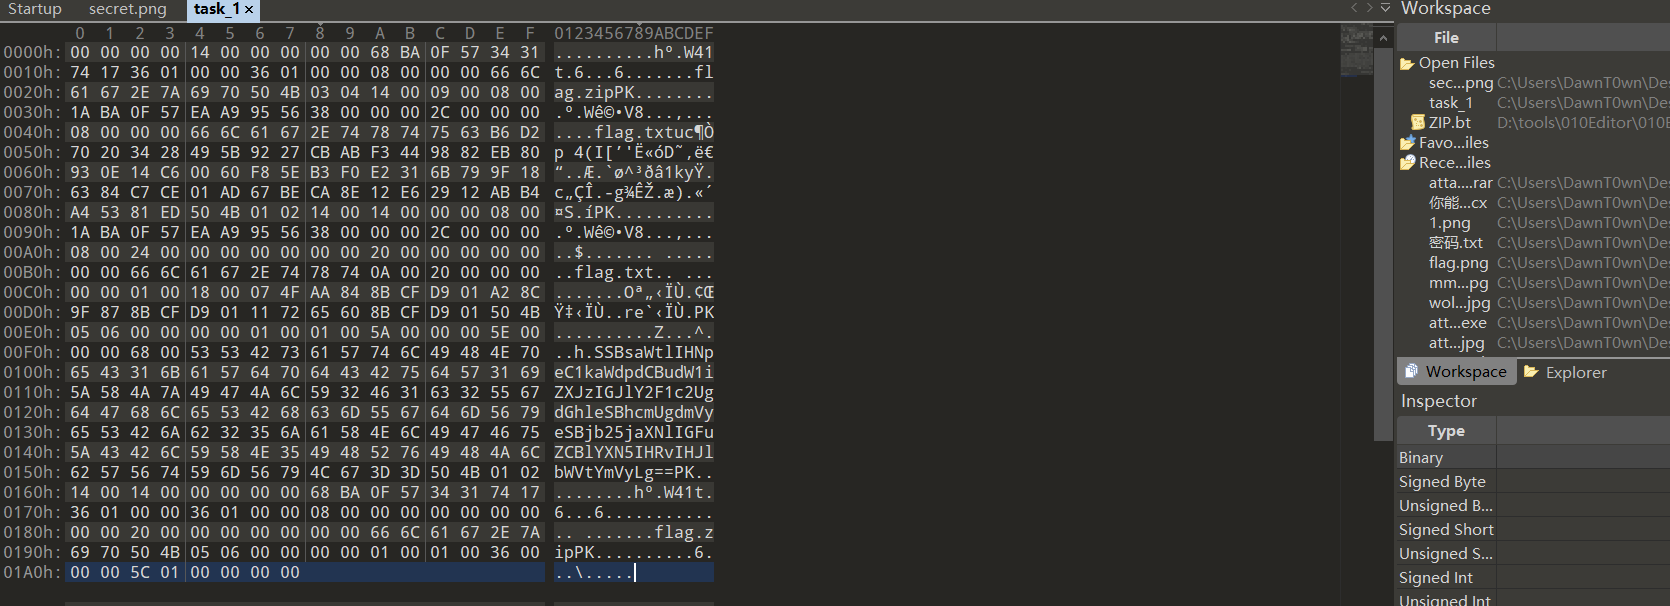 Startup secret.png task_1 ×
0 1 2 3 4 5 6 7 8 9 A B C D E F 0123456789ABCDEF
0000h: 00 00 00 00 14 00 00 00 00 00 68 BA 0F 57 34 31 ..........hº.W41
0010h: 74 17 36 01 00 00 36 01 00 00 08 00 00 00 66 6C t.6...6.......fl
0020h: 61 67 2E 7A 69 70 50 4B 03 04 14 00 09 00 08 00 ag.zipPK........
0030h: 1A BA 0F 57 EA A9 95 56 38 00 00 00 2C 00 00 00 .º.Wê©•V8...,...
0040h: 08 00 00 00 66 6C 61 67 2E 74 78 74 75 63 B6 D2 ....flag.txtuc¶Ò
0050h: 70 20 34 28 49 5B 92 27 CB AB F3 44 98 82 EB 80 p 4(I[’'Ë«óD˜‚ë€
0060h: 93 0E 14 C6 00 60 F8 5E B3 F0 E2 31 6B 79 9F 18 “..Æ.`ø^³ðâ1kyŸ.
0070h: 63 84 C7 CE 01 AD 67 BE CA 8E 12 E6 29 12 AB B4 c„ÇÎ.-g¾ÊŽ.æ).«´
0080h: A4 53 81 ED 50 4B 01 02 14 00 14 00 00 00 08 00 ¤S.íPK..........
0090h: 1A BA 0F 57 EA A9 95 56 38 00 00 00 2C 00 00 00 .º.Wê©•V8...,...
00A0h: 08 00 24 00 00 00 00 00 00 00 20 00 00 00 00 00 ..$....... .....
00B0h: 00 00 66 6C 61 67 2E 74 78 74 0A 00 20 00 00 00 ..flag.txt.. ...
00C0h: 00 00 01 00 18 00 07 4F AA 84 8B CF D9 01 A2 8C .......Oª„‹ÏÙ.¢Œ
00D0h: 9F 87 8B CF D9 01 11 72 65 60 8B CF D9 01 50 4B Ÿ‡‹ÏÙ..re`‹ÏÙ.PK
00E0h: 05 06 00 00 00 00 01 00 01 00 5A 00 00 00 5E 00 ..........Z...^.
00F0h: 00 00 68 00 53 53 42 73 61 57 74 6C 49 48 4E 70 ..h.SSBsaWtlIHNp
0100h: 65 43 31 6B 61 57 64 70 64 43 42 75 64 57 31 69 eC1kaWdpdCBudW1i
0110h: 5A 58 4A 7A 49 47 4A 6C 59 32 46 31 63 32 55 67 ZXJzIGJlY2F1c2Ug
0120h: 64 47 68 6C 65 53 42 68 63 6D 55 67 64 6D 56 79 dGhleSBhcmUgdmVy
0130h: 65 53 42 6A 62 32 35 6A 61 58 4E 6C 49 47 46 75 eSBjb25jaXNlIGFu
0140h: 5A 43 42 6C 59 58 4E 35 49 48 52 76 49 48 4A 6C ZCBlYXN5IHRvIHJl
0150h: 62 57 56 74 59 6D 56 79 4C 67 3D 3D 50 4B 01 02 bWVtYmVyLg==PK..
0160h: 14 00 14 00 00 00 00 00 68 BA 0F 57 34 31 74 17 ........hº.W41t.
0170h: 36 01 00 00 36 01 00 00 08 00 00 00 00 00 00 00 6...6...........
0180h: 00 00 20 00 00 00 00 00 00 00 66 6C 61 67 2E 7A .. .......flag.z
0190h: 69 70 50 4B 05 06 00 00 00 00 01 00 01 00 36 00 ipPK..........6.
01A0h: 00 00 5C 01 00 00 00 00 ..\.....
Workspace
File
Open Files
sec...png C:\Users\DawnT0wn\Des
task_1 C:\Users\DawnT0wn\Des
ZIP.bt D:\tools\010Editor\010E
Favo...iles
Rece...iles
atta....rar C:\Users\DawnT0wn\Des
你能...cx C:\Users\DawnT0wn\Des
1.png C:\Users\DawnT0wn\Des
密码.txt C:\Users\DawnT0wn\Des
flag.png C:\Users\DawnT0wn\Des
mm...pg C:\Users\DawnT0wn\Des
wol...jpg C:\Users\DawnT0wn\Des
att...exe C:\Users\DawnT0wn\Des
att...jpg C:\Users\DawnT0wn\Des
Workspace Explorer
Inspector
Type
Binary
Signed Byte
Unsigned B...
Signed Short
Unsigned S...
Signed Int
Unsigned Int